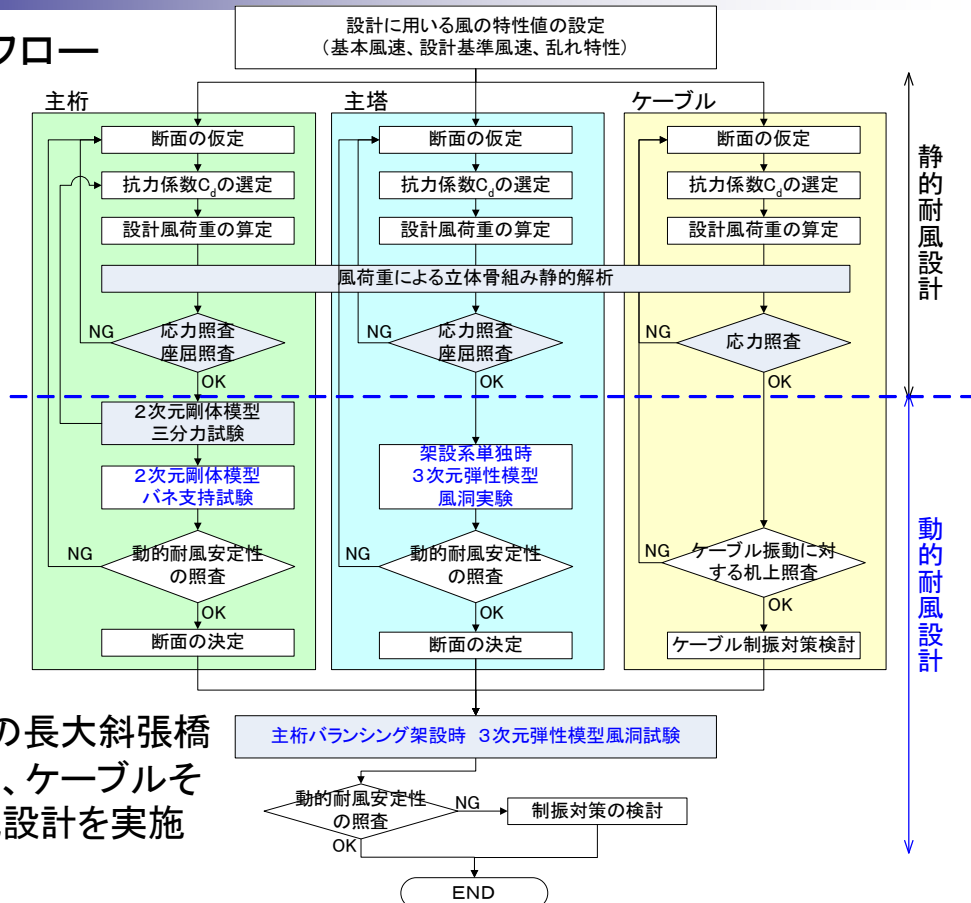 設計に用いる風の特性値の設定
(基本風速、設計基準風速、乱れ特性)
フロー
主桁
断面の仮定
抗力係数Cdの選定
設計風荷重の算定
主塔
断面の仮定
抗力係数Cdの選定
設計風荷重の算定
ケーブル
断面の仮定
抗力係数Cdの選定
設計風荷重の算定
風荷重による立体骨組み静的解析
NG
応力照査
座屈照査
OK
NG
応力照査
座屈照査
OK
NG
応力照査
OK
静的耐風設計
2次元剛体模型
三分力試験
2次元剛体模型
バネ支持試験
NG
動的耐風安定性
の照査
OK
断面の決定
架設系単独時
3次元弾性模型
風洞実験
NG
動的耐風安定性
の照査
OK
断面の決定
NG
ケーブル振動に対
する机上照査
OK
ケーブル制振対策検討
動的耐風設計
の長大斜張橋
、ケーブルそ
設計を実施
主桁バランシング架設時 3次元弾性模型風洞試験
動的耐風安定性
の照査
NG
制振対策の検討
OK
END